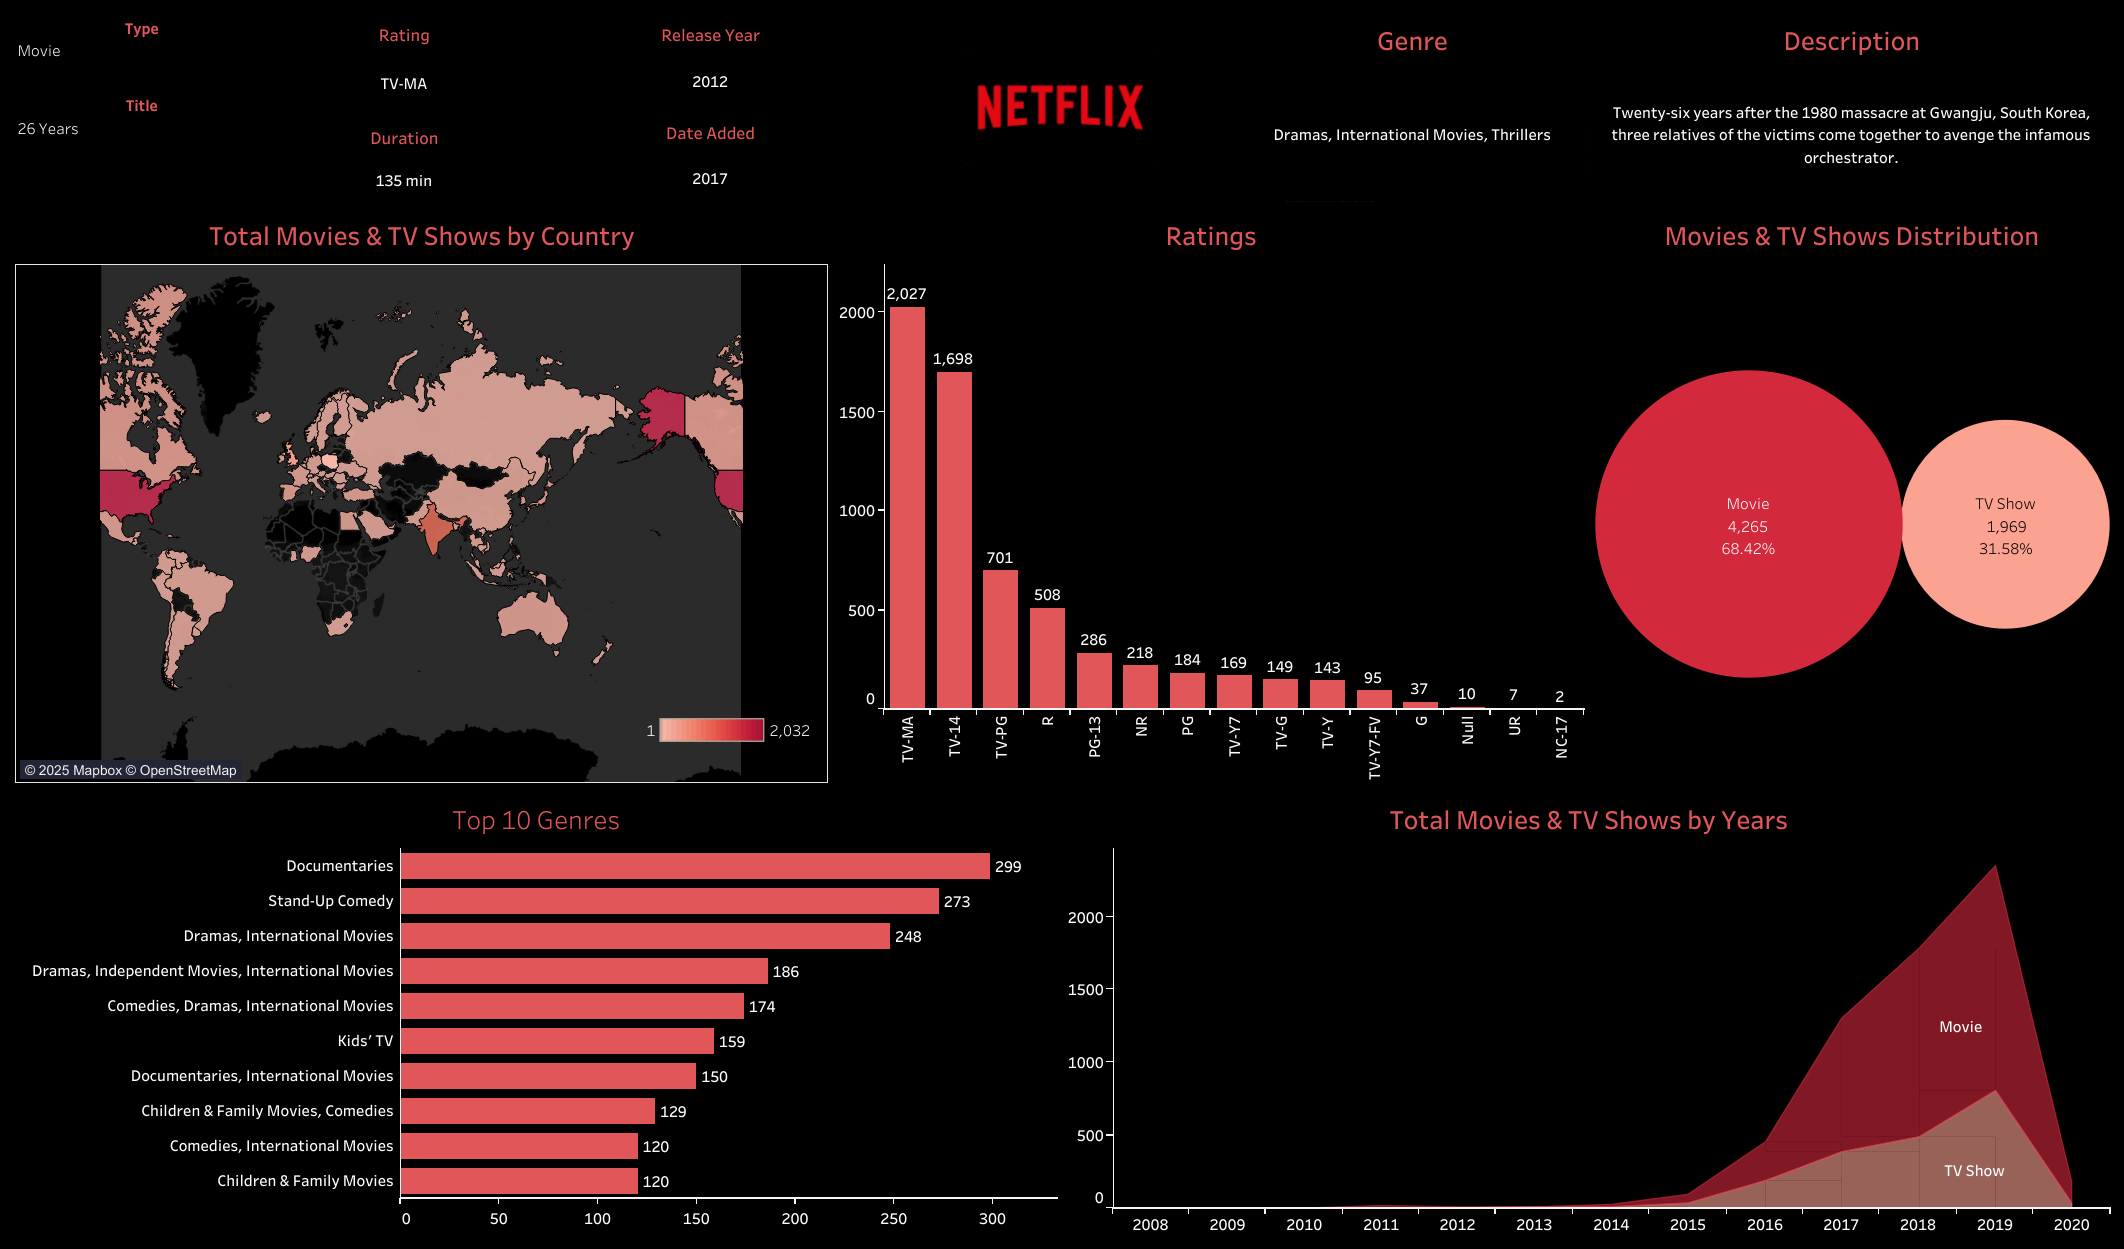 Type
Movie
Title
26 Years
Rating
TV-MA
Duration
135 min
Release Year
2012
Date Added
2017
NETFLIX
Genre
Dramas, International Movies, Thrillers
Description
Twenty-six years after the 1980 massacre at Gwangju, South Korea,
three relatives of the victims come together to avenge the infamous
orchestrator.
Total Movies & TV Shows by Country
1
2,032
© 2025 Mapbox © OpenStreetMap
Ratings
2000
1500
1000
500
0
2,027
1,698
701
508
286
218
184
169
149
143
95
37
10
7
2
TV-MA
TV-14
TV-PG
R
PG-13
NR
PG
TV-Y7
TV-G
TV-Y
TV-Y7-FV
G
Null
UR
NC-17
Movies & TV Shows Distribution
Movie
4,265
68.42%
TV Show
1,969
31.58%
Top 10 Genres
Documentaries 299
Stand-Up Comedy 273
Dramas, International Movies 248
Dramas, Independent Movies, International Movies 186
Comedies, Dramas, International Movies 174
Kids' TV 159
Documentaries, International Movies 150
Children & Family Movies, Comedies 129
Comedies, International Movies 120
Children & Family Movies 120
0 50 100 150 200 250 300
Total Movies & TV Shows by Years
2000
1500
1000
500
0
Movie
TV Show
2008 2009 2010 2011 2012 2013 2014 2015 2016 2017 2018 2019 2020